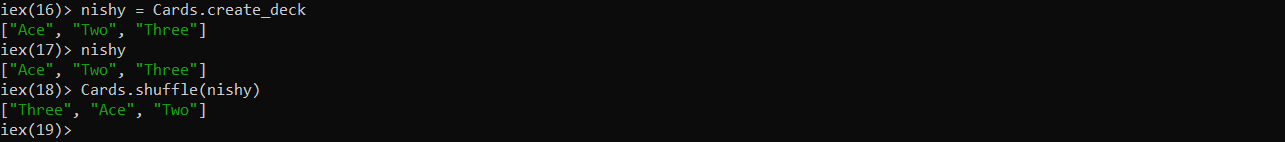 iex(16)> nishy = Cards.create_deck
["Ace", "Two", "Three"]
iex(17)> nishy
["Ace", "Two", "Three"]
iex(18)> Cards.shuffle(nishy)
["Three", "Ace", "Two"]
iex(19)>